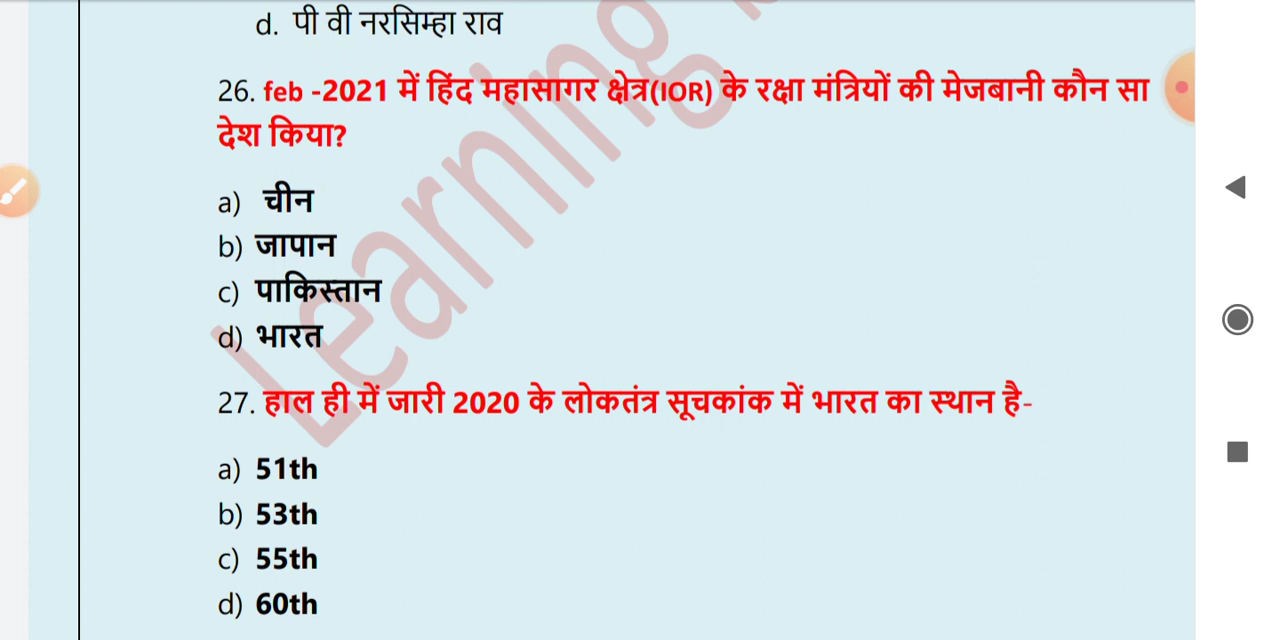 d. पी वी नरसिम्हा राव
26. feb -2021 में हिंद महासागर क्षेत्र(IOR) के रक्षा मंत्रियों की मेजबानी कौन सा
देश किया?
a) चीन
b) जापान
c) पाकिस्तान
d) भारत
27. हाल ही में जारी 2020 के लोकतंत्र सूचकांक में भारत का स्थान है-
a) 51th
b) 53th
c) 55th
d) 60th
Learning